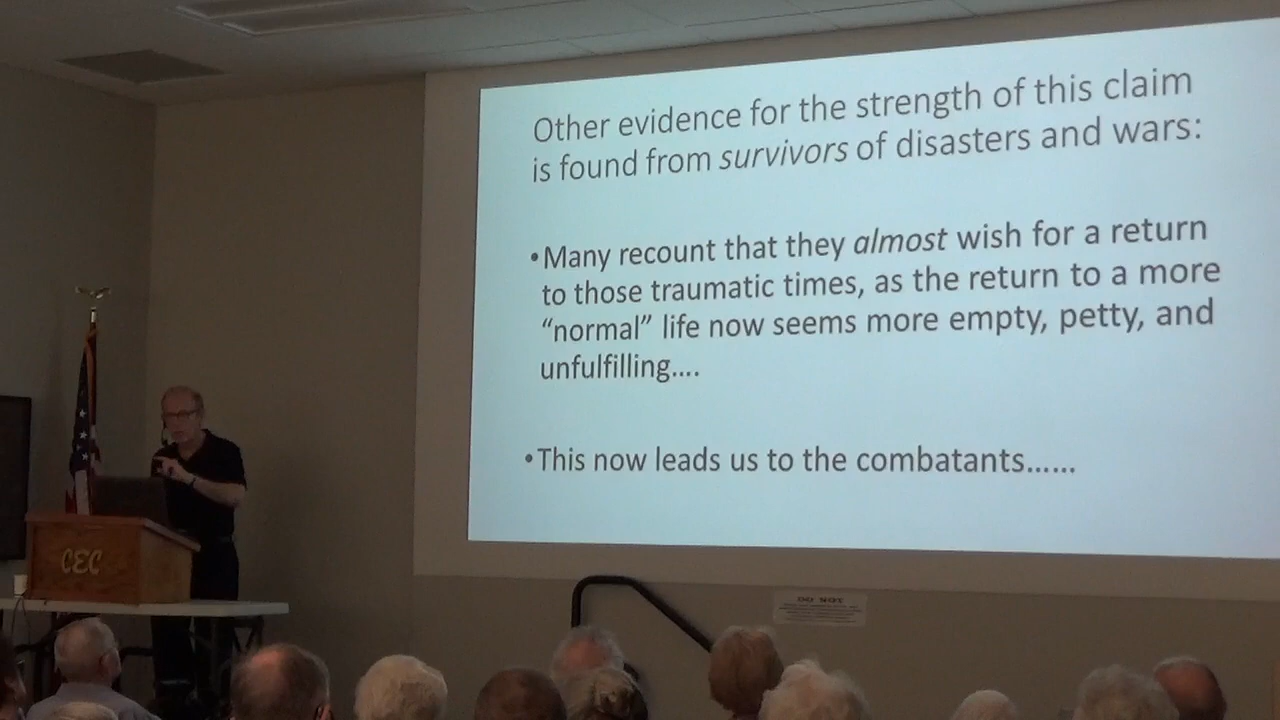 Other evidence for the strength of this claim
is found from survivors of disasters and wars:
•Many recount that they almost wish for a return
to those traumatic times, as the return to a more
“normal” life now seems more empty, petty, and
unfulfilling....
•This now leads us to the combatants......
CEC
DO NOT